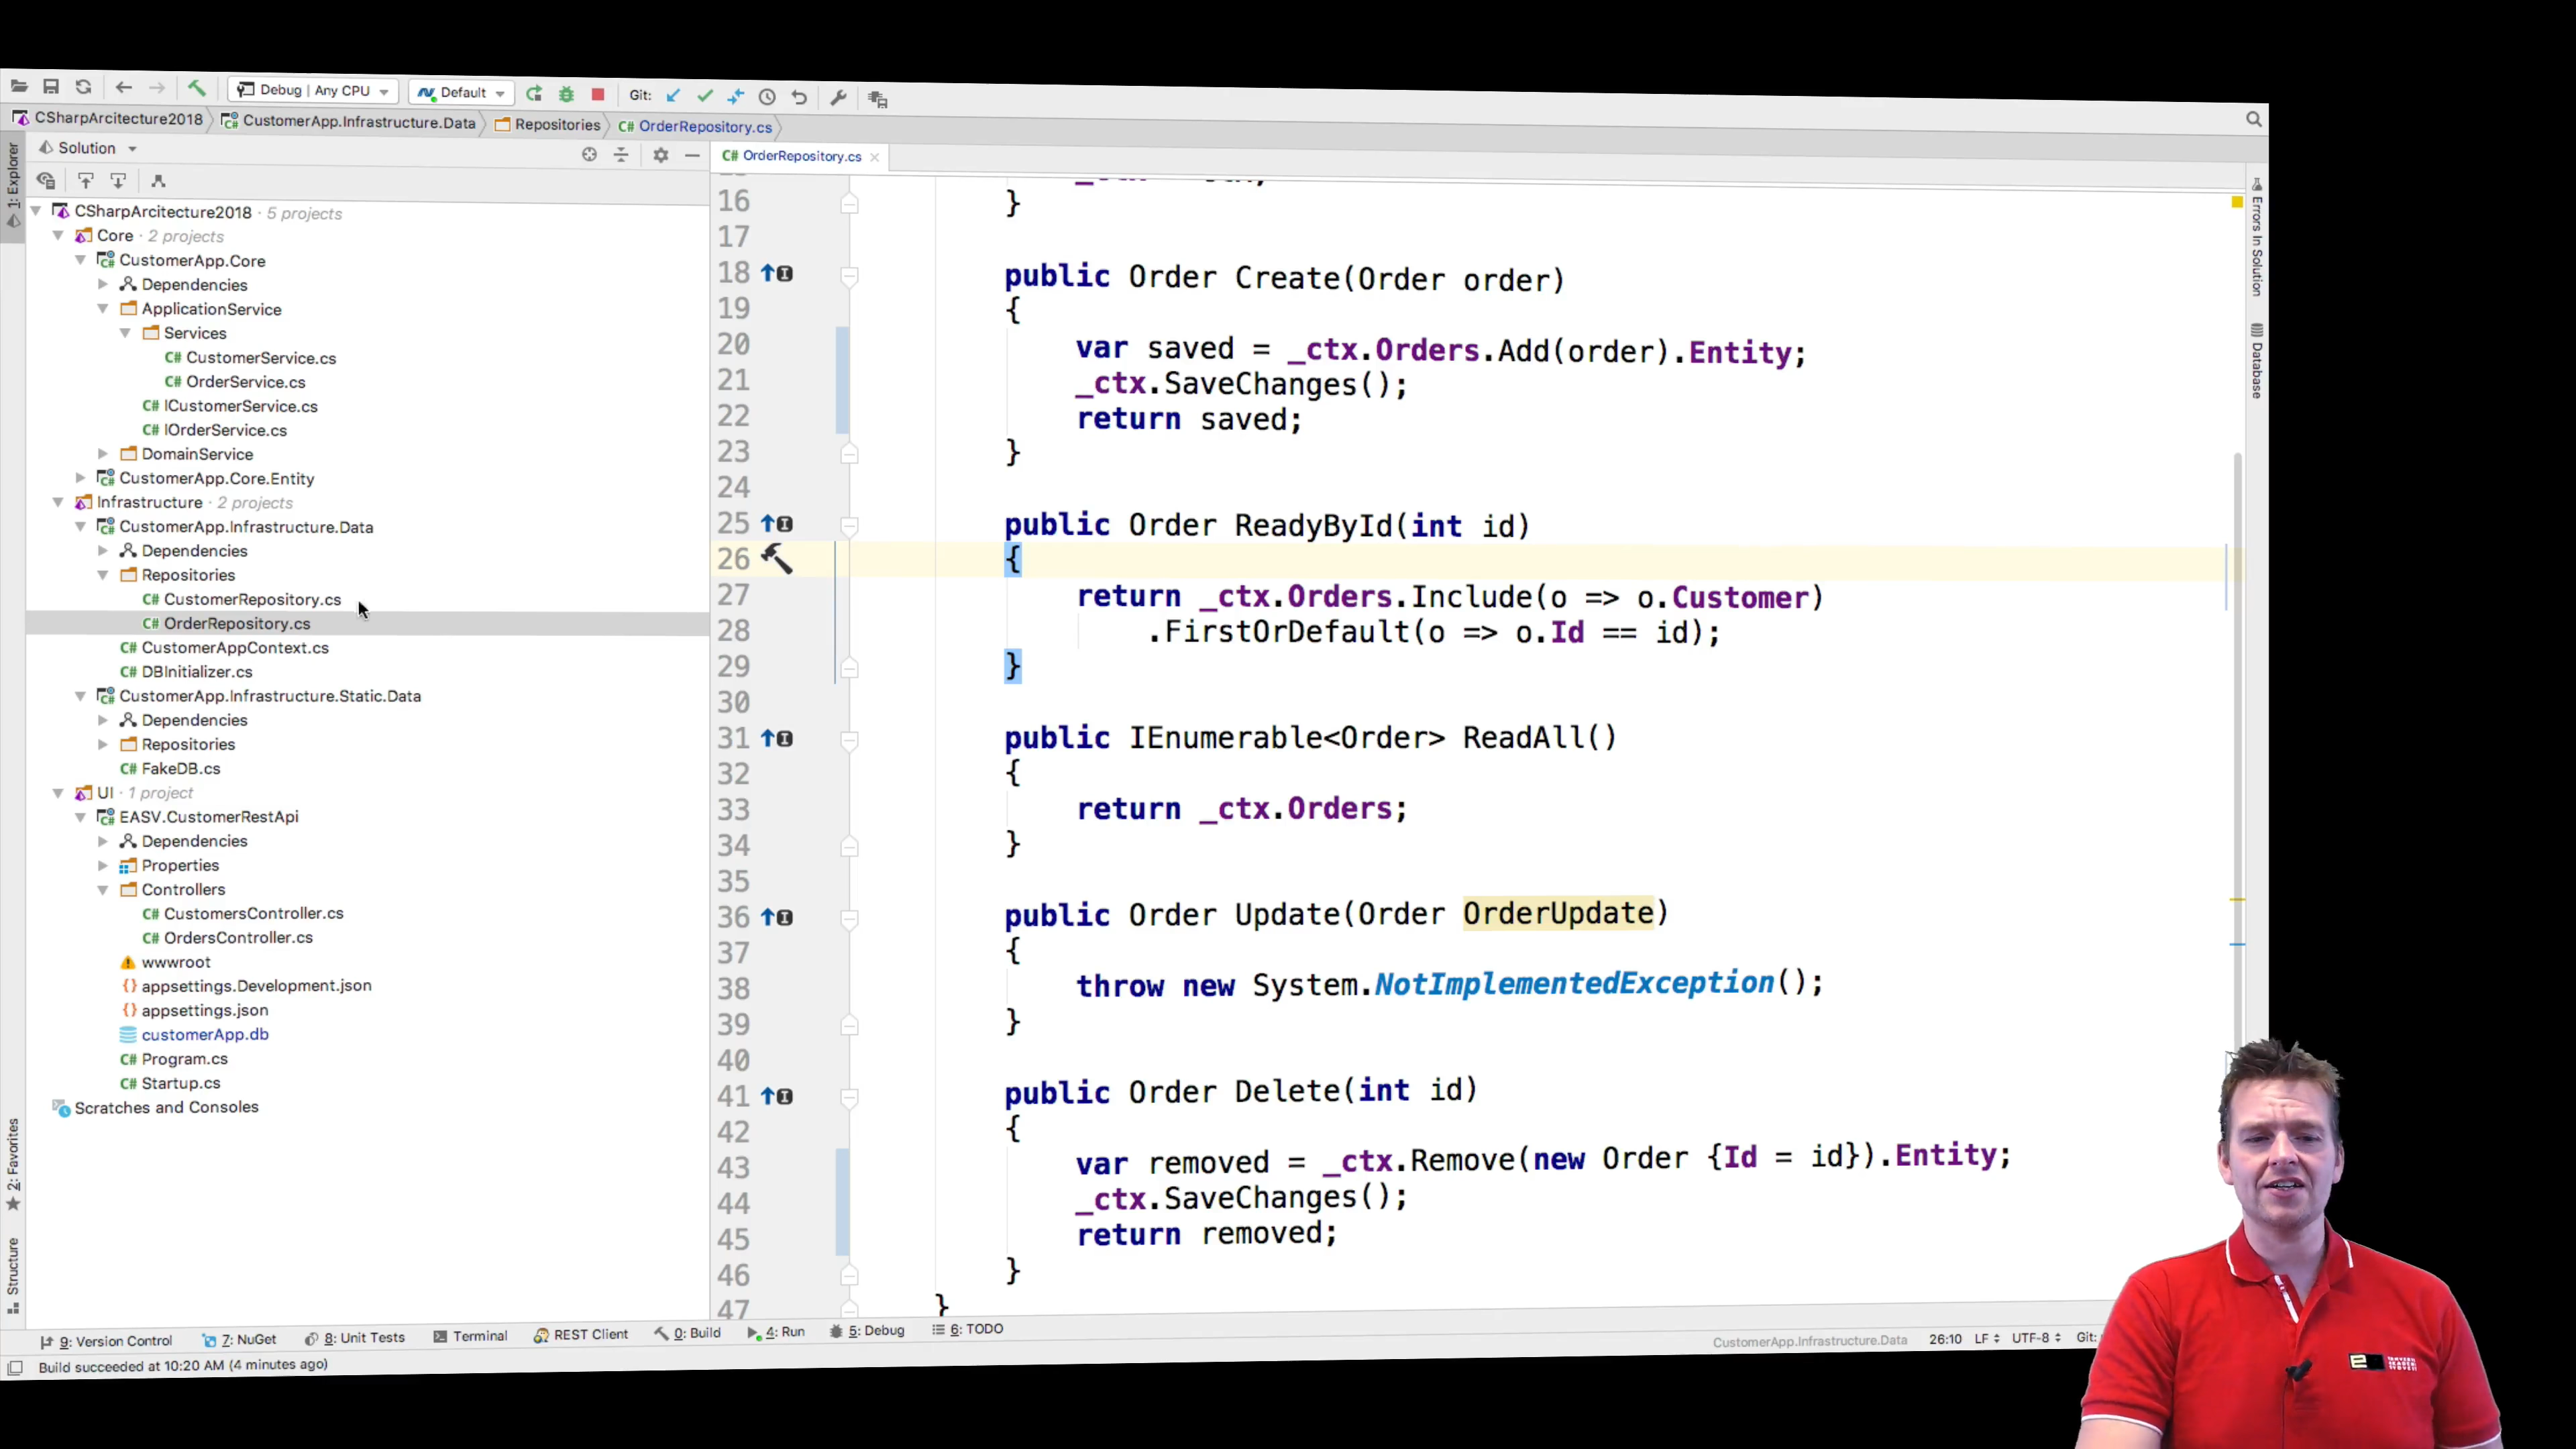 Debug | Any CPU
Default
Git:
CSharpArcitecture2018
CustomerApp.Infrastructure.Data
Repositories
OrderRepository.cs
1: Explorer
Solution
CSharpArcitecture2018 · 5 projects
Core · 2 projects
CustomerApp.Core
Dependencies
ApplicationService
Services
C# CustomerService.cs
C# OrderService.cs
C# ICustomerService.cs
C# IOrderService.cs
DomainService
CustomerApp.Core.Entity
Infrastructure · 2 projects
CustomerApp.Infrastructure.Data
Dependencies
Repositories
C# CustomerRepository.cs
C# OrderRepository.cs
C# CustomerAppContext.cs
C# DBInitializer.cs
CustomerApp.Infrastructure.Static.Data
Dependencies
Repositories
C# FakeDB.cs
UI · 1 project
EASV.CustomerRestApi
Dependencies
Properties
Controllers
C# CustomersController.cs
C# OrdersController.cs
wwwroot
{} appsettings.Development.json
{} appsettings.json
customerApp.db
C# Program.cs
C# Startup.cs
Scratches and Consoles
2: Favorites
Structure
C# OrderRepository.cs
16 }
17
18 public Order Create(Order order)
19 {
20 var saved = _ctx.Orders.Add(order).Entity;
21 _ctx.SaveChanges();
22 return saved;
23 }
24
25 public Order ReadyById(int id)
26 {
27 return _ctx.Orders.Include(o => o.Customer)
28 .FirstOrDefault(o => o.Id == id);
29 }
30
31 public IEnumerable<Order> ReadAll()
32 {
33 return _ctx.Orders;
34 }
35
36 public Order Update(Order OrderUpdate)
37 {
38 throw new System.NotImplementedException();
39 }
40
41 public Order Delete(int id)
42 {
43 var removed = _ctx.Remove(new Order {Id = id}).Entity;
44 _ctx.SaveChanges();
45 return removed;
46 }
47 }
Errors In Solution
Database
9: Version Control
7: NuGet
8: Unit Tests
Terminal
REST Client
0: Build
4: Run
5: Debug
6: TODO
Build succeeded at 10:20 AM (4 minutes ago)
CustomerApp.Infrastructure.Data
26:10
LF
UTF-8
Git: